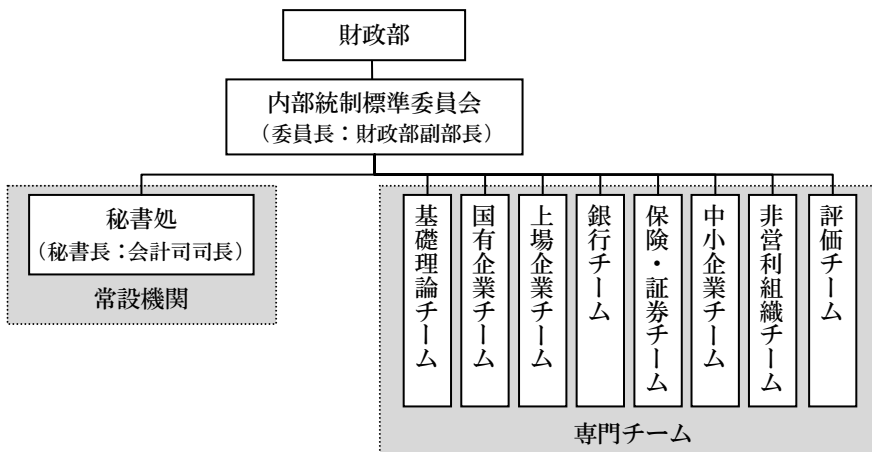 財政部
内部統制標準委員会
（委員長：財政部副部長）
秘書処
（秘書長：会計司司長）
常設機関
基礎理論チーム
国有企業チーム
上場企業チーム
銀行チーム
保険・証券チーム
中小企業チーム
非営利組織チーム
評価チーム
専門チーム